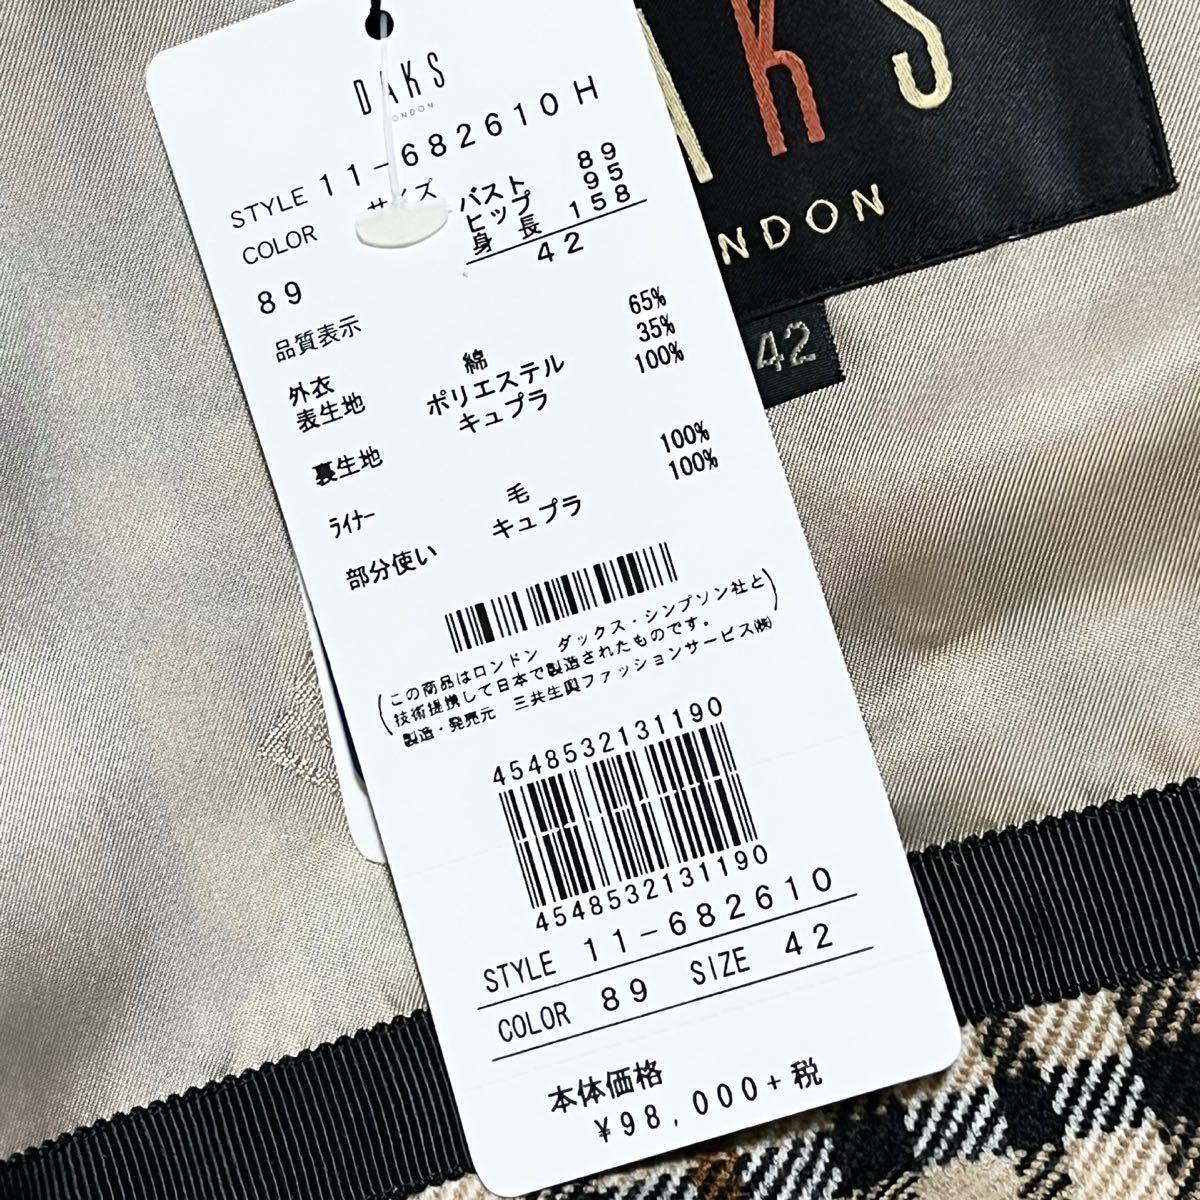 DAKS
LONDON
STYLE 11-682610H
COLOR サイズ
バスト 89
ヒップ 95
身長 158
42
89
品質表示
外衣
表生地 綿 65%
ポリエステル 35%
裏生地 キュプラ 100%
ライナー 毛 100%
部分使い キュプラ 100%
(この商品はロンドン ダックス・シンプソン社と
技術提携して日本で製造されたものです。
製造・発売元 三共生興ファッションサービス㈱)
4548532131190
4548532131190
STYLE 11-682610
COLOR 89 SIZE 42
本体価格
¥98,000+税
AKS
NDON
42